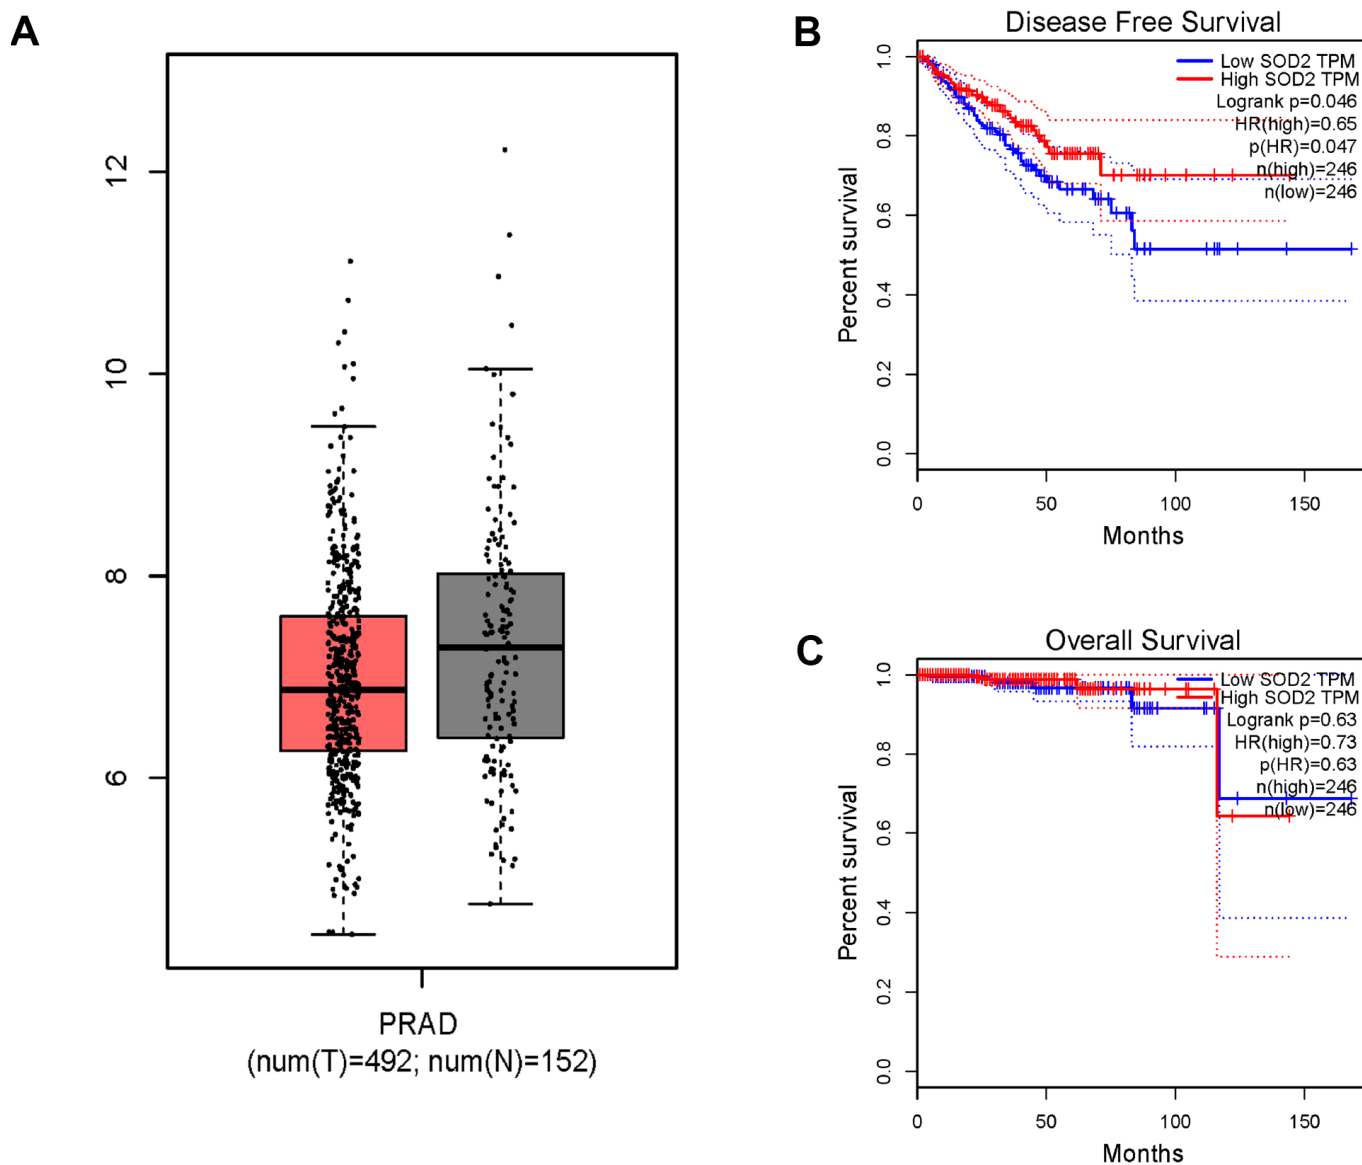 A
12
10
8
6
PRAD
(num(T)=492; num(N)=152)
B
Disease Free Survival
Low SOD2 TPM
High SOD2 TPM
Logrank p=0.046
HR(high)=0.65
p(HR)=0.047
n(high)=246
n(low)=246
Percent survival
1.0
0.8
0.6
0.4
0.2
0.0
0 50 100 150
Months
C
Overall Survival
Low SOD2 TPM
High SOD2 TPM
Logrank p=0.63
HR(high)=0.73
p(HR)=0.63
n(high)=246
n(low)=246
Percent survival
1.0
0.8
0.6
0.4
0.2
0.0
0 50 100 150
Months